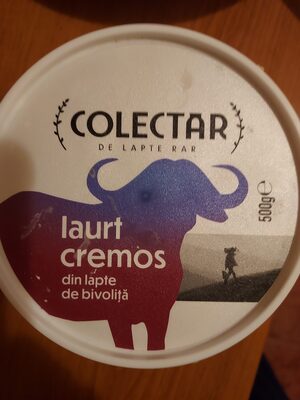 COLECTAR
DE LAPTE RAR
Iaurt
cremos
din lapte
de bivoliță
500g e